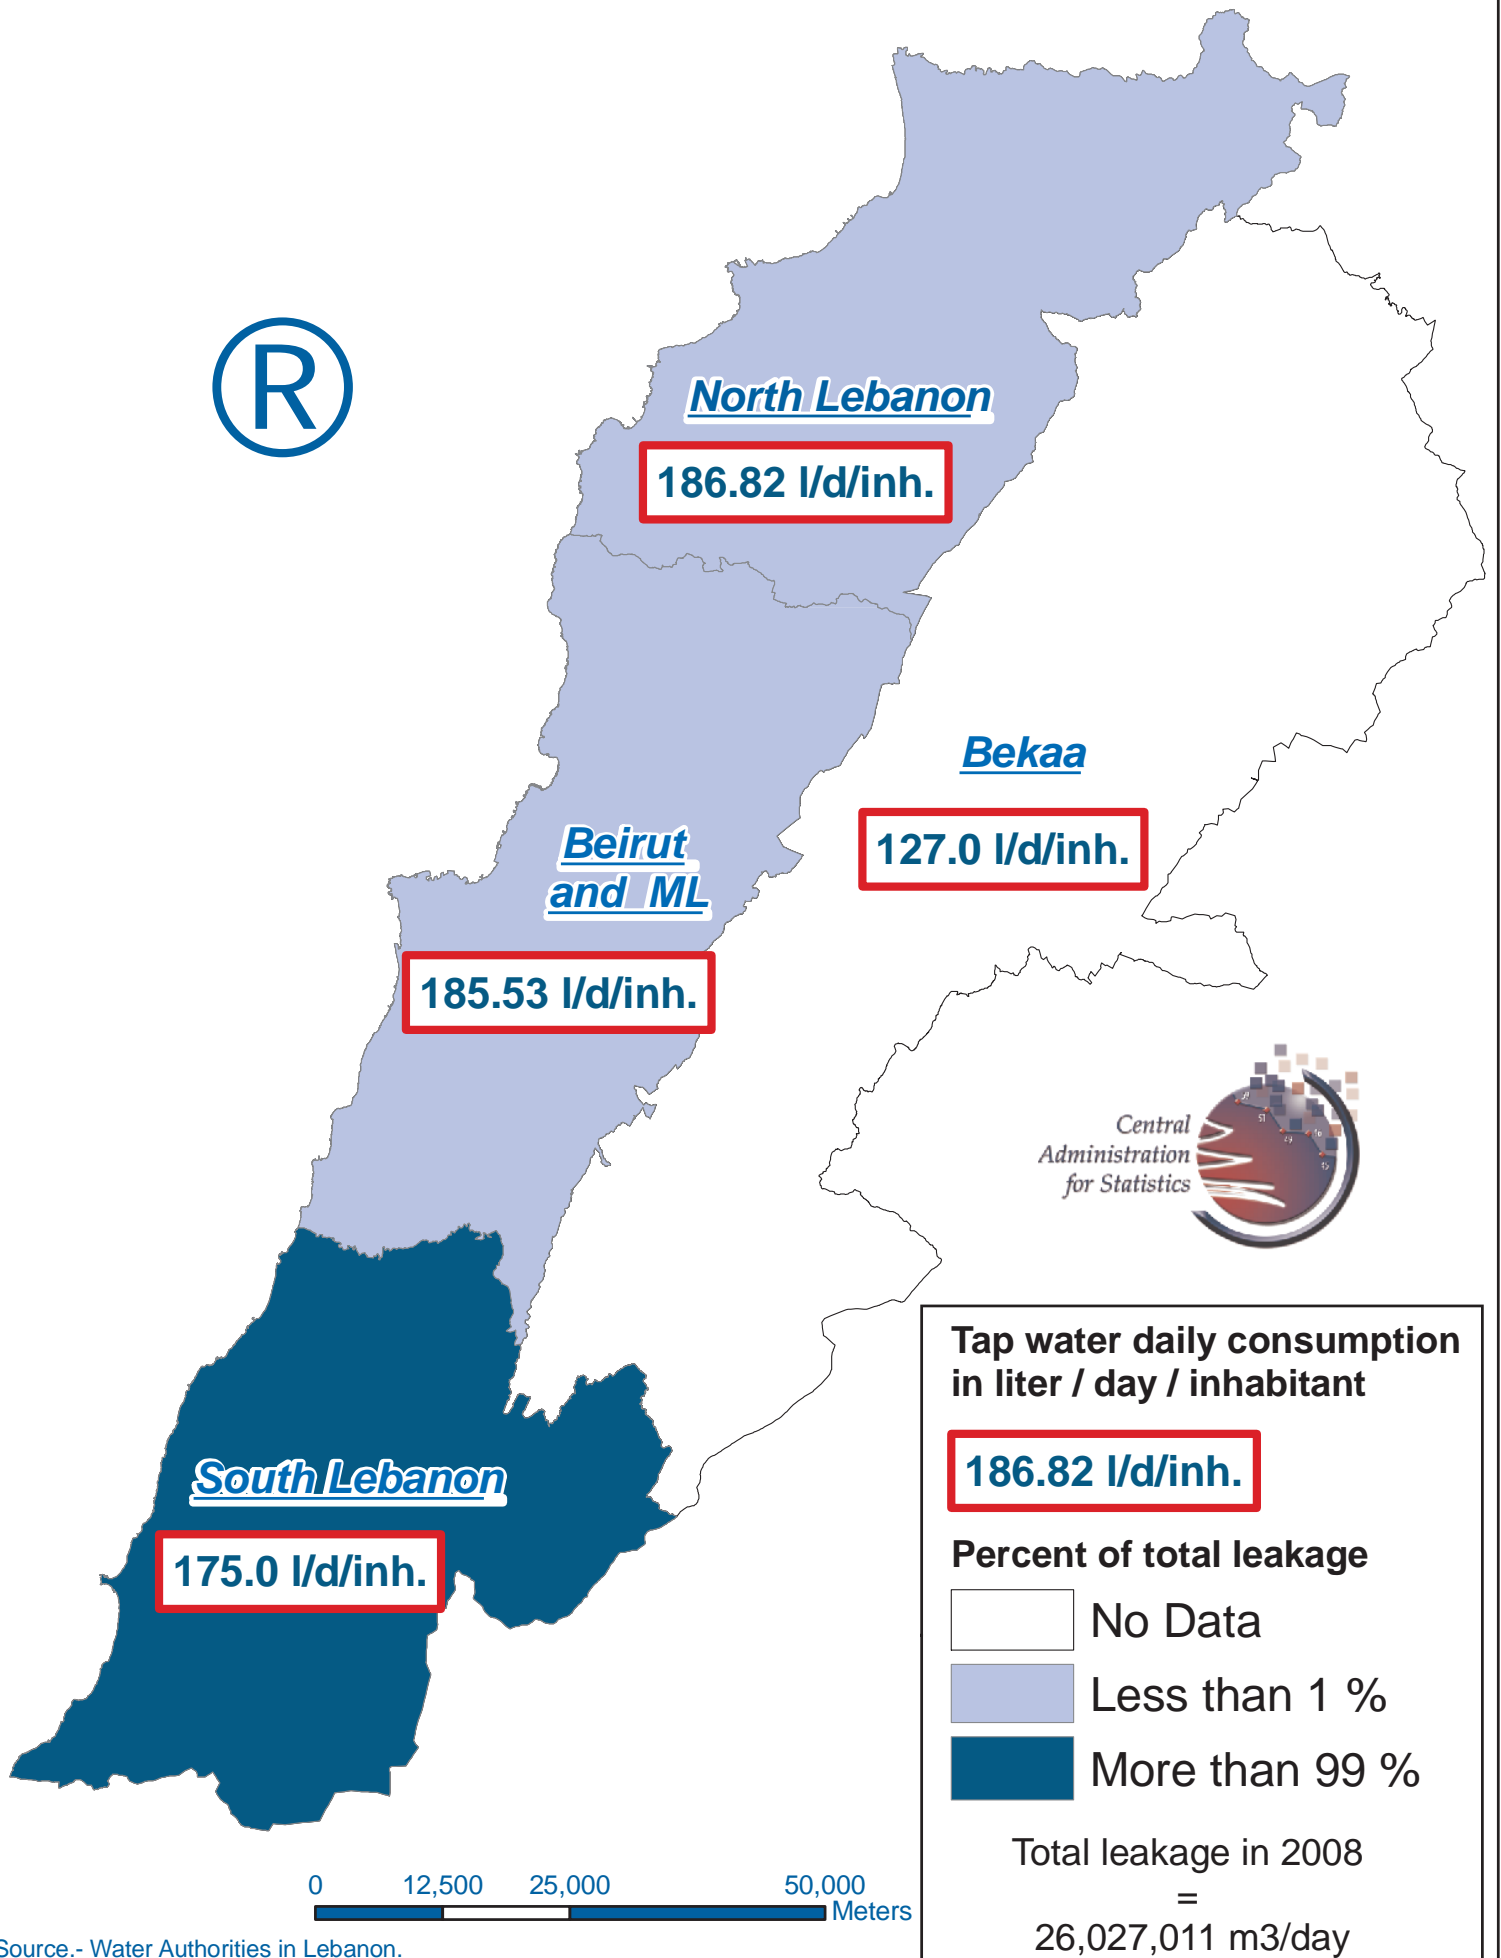 ®
North Lebanon
186.82 l/d/inh.
Bekaa
127.0 l/d/inh.
Beirut
and ML
185.53 l/d/inh.
Central
Administration
for Statistics
South Lebanon
175.0 l/d/inh.
Tap water daily consumption
in liter / day / inhabitant
186.82 l/d/inh.
Percent of total leakage
No Data
Less than 1 %
More than 99 %
Total leakage in 2008
=
26,027,011 m3/day
0 12,500 25,000 50,000
Meters
Source.- Water Authorities in Lebanon.